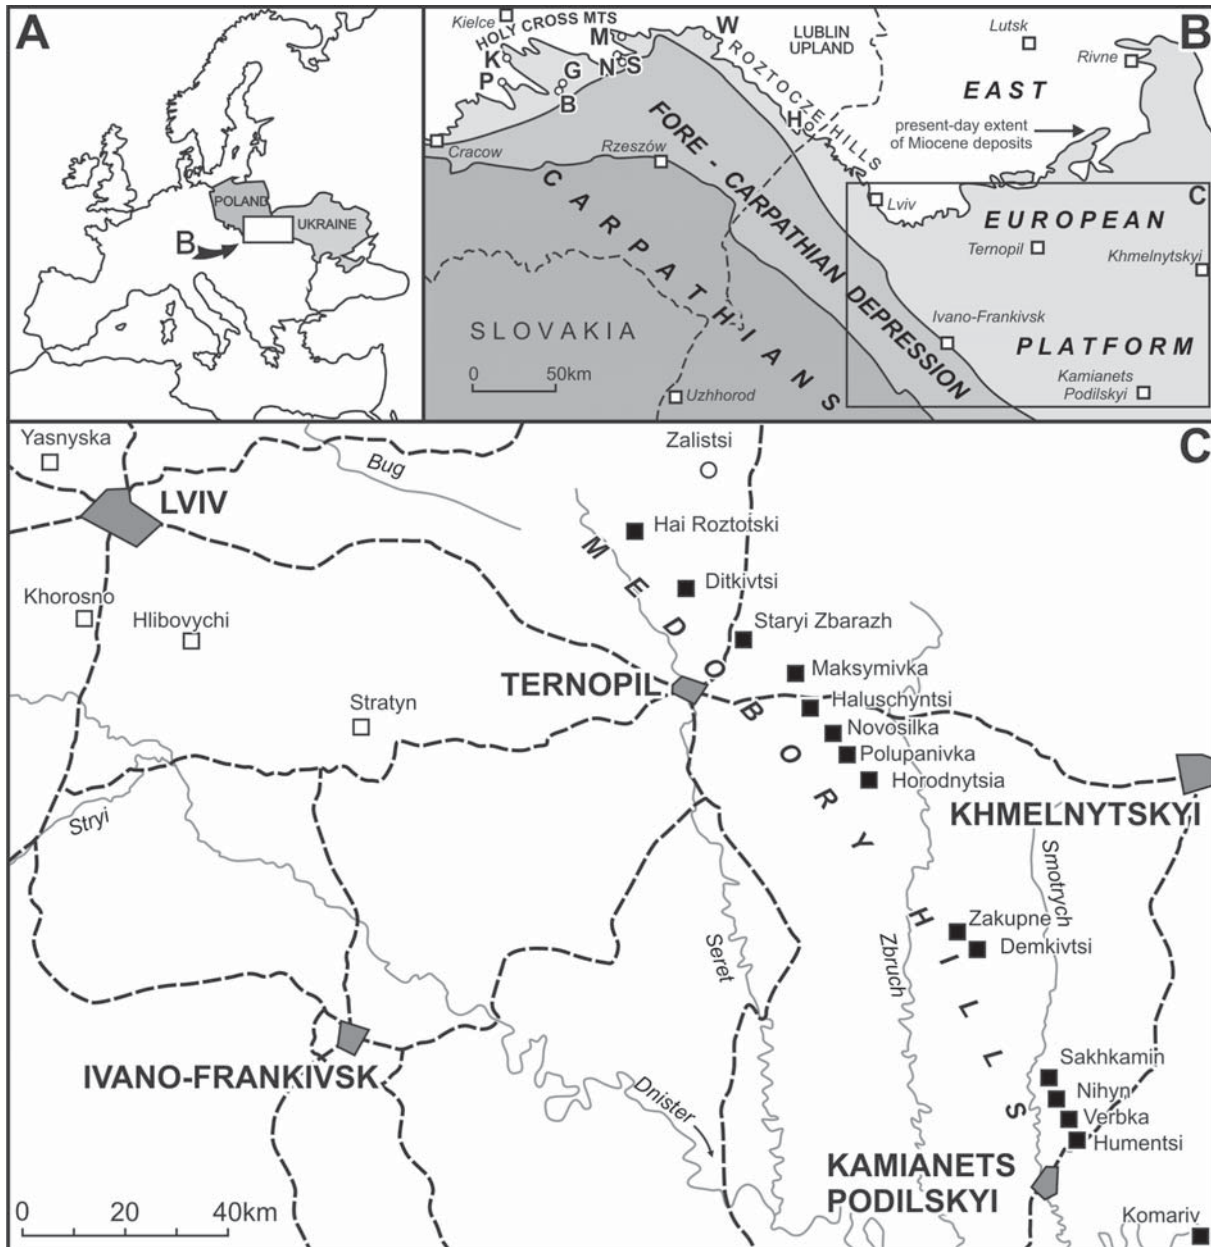 A
POLAND
UKRAINE
B
B
Kielce
HOLY CROSS MTS
M
W
K
N
S
P
G
B
LUBLIN
UPLAND
Lutsk
Rivne
ROZTOCZE HILLS
H
EAST
present-day extent
of Miocene deposits
Cracow
Rzeszów
FORE - CARPATHIAN DEPRESSION
CARPATHIANS
C
Lviv
EUROPEAN
Ternopil
Khmelnytskyi
Ivano-Frankivsk
PLATFORM
SLOVAKIA
0 50km
Uzhhorod
Kamianets
Podilskyi
C
Yasnyska
Zalistsi
Bug
LVIV
Hai Roztotski
MEDOBORY HILLS
Ditkivtsi
Khorosno
Hlibovychi
Staryi Zbarazh
Maksymivka
TERNOPIL
Stratyn
Haluschyntsi
Novosilka
Polupanivka
Horodnytsia
KHMELNYTSKYI
Stryi
Smotrych
Zakupne
Demkivtsi
Seret
Zbruch
IVANO-FRANKIVSK
Sakhkamin
Nihyn
Verbka
Humentsi
Dnister
KAMIANETS
PODILSKYI
0 20 40km
Komariv